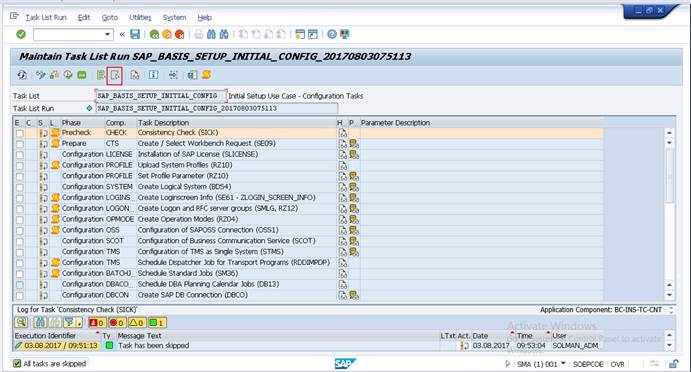 Task List Run Edit Goto Utilities System Help
Maintain Task List Run SAP_BASIS_SETUP_INITIAL_CONFIG_20170803075113
Task List SAP_BASIS_SETUP_INITIAL_CONFIG Initial Setup Use Case - Configuration Tasks
Task List Run SAP_BASIS_SETUP_INITIAL_CONFIG_20170803075113
E.. C.. S.. L.. Phase Comp. Task Description H.. P.. Parameter Description
Precheck CHECK Consistency Check (SICK)
Prepare CTS Create / Select Workbench Request (SE09)
Configuration LICENSE Installation of SAP License (SLICENSE)
Configuration PROFILE Upload System Profiles (RZ10)
Configuration PROFILE Set Profile Parameter (RZ10)
Configuration SYSTEM Create Logical System (BD54)
Configuration LOGINS_ Create Loginscreen Info (SE61 - ZLOGIN_SCREEN_INFO)
Configuration LOGON_ Create Logon and RFC server groups (SMLG, RZ12)
Configuration OPMODE Create Operation Modes (RZ04)
Configuration OSS Configuration of SAPOSS Connection (OSS1)
Configuration SCOT Configuration of Business Communication Service (SCOT)
Configuration TMS Configuration of TMS as Single System (STMS)
Configuration TMS Schedule Dispatcher Job for Transport Programs (RDDIMPDP)
Configuration BATCHJ_ Schedule Standard Jobs (SM36)
Configuration DBACO_ Schedule DBA Planning Calendar Jobs (DB13)
Configuration DBCON Create SAP DB Connection (DBCO)
Log for Task 'Consistency Check (SICK)' Application Component: BC-INS-TC-CNT
0 0 0 1
Activate Windows
Control Panel to activate
Windows.
Execution Identifier Ty.. Message Text LTxt Act. Date Time User
03.08.2017 / 09:51:13 Task has been skipped 03.08.2017 09:53:04 SOLMAN_ADM
All tasks are skipped SAP SMA (1) 001 SOEPCOE OVR